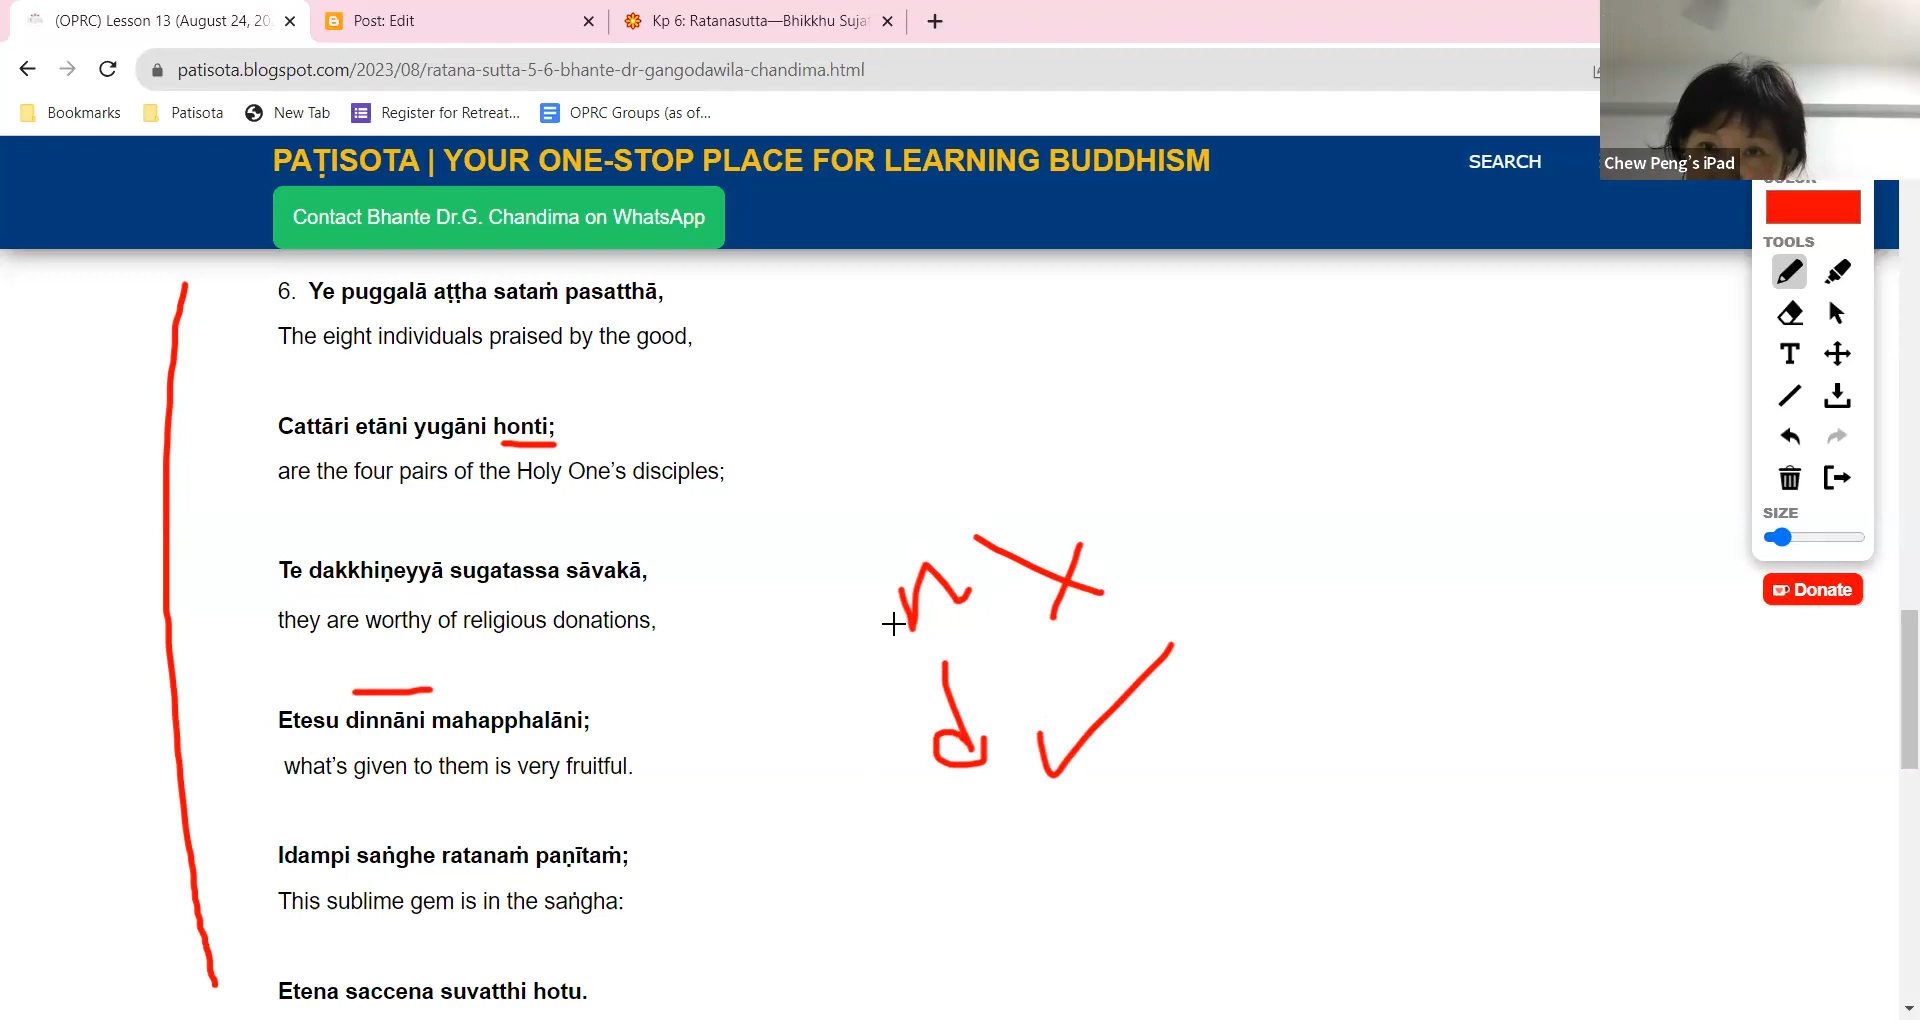 (OPRC) Lesson 13 (August 24, 20
Post: Edit
Kp 6: Ratanasutta—Bhikkhu Suja
patisota.blogspot.com/2023/08/ratana-sutta-5-6-bhante-dr-gangodawila-chandima.html
Bookmarks Patisota New Tab Register for Retreat... OPRC Groups (as of...
PAṬISOTA | YOUR ONE-STOP PLACE FOR LEARNING BUDDHISM
SEARCH
Chew Peng's iPad
Contact Bhante Dr.G. Chandima on WhatsApp
COLOR
TOOLS
T
SIZE
Donate
6. Ye puggalā aṭṭha sataṁ pasatthā,
The eight individuals praised by the good,
Cattāri etāni yugāni honti;
are the four pairs of the Holy One’s disciples;
Te dakkhiṇeyyā sugatassa sāvakā,
they are worthy of religious donations,
Etesu dinnāni mahapphalāni;
what’s given to them is very fruitful.
Idampi saṅghe ratanaṁ paṇītaṁ;
This sublime gem is in the saṅgha:
Etena saccena suvatthi hotu.
n
d